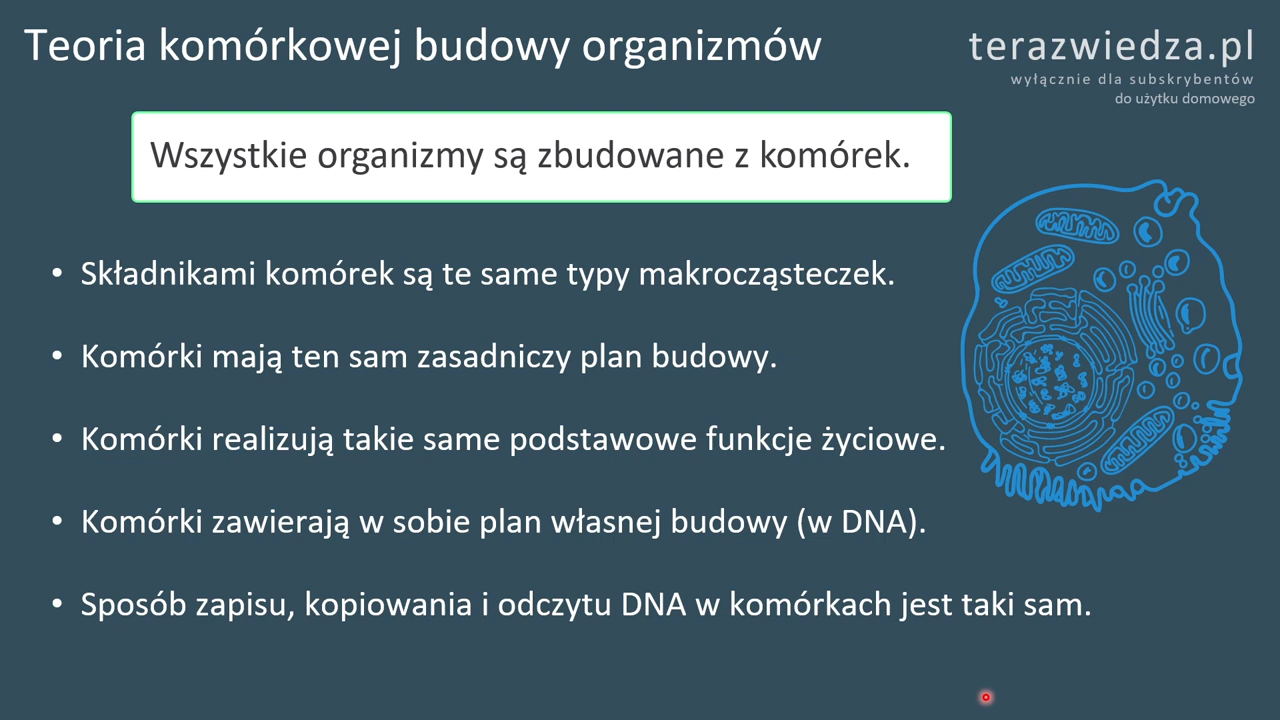 Teoria komórkowej budowy organizmów
terazwiedza.pl
wyłącznie dla subskrybentów
do użytku domowego
Wszystkie organizmy są zbudowane z komórek.
• Składnikami komórek są te same typy makrocząsteczek.
• Komórki mają ten sam zasadniczy plan budowy.
• Komórki realizują takie same podstawowe funkcje życiowe.
• Komórki zawierają w sobie plan własnej budowy (w DNA).
• Sposób zapisu, kopiowania i odczytu DNA w komórkach jest taki sam.